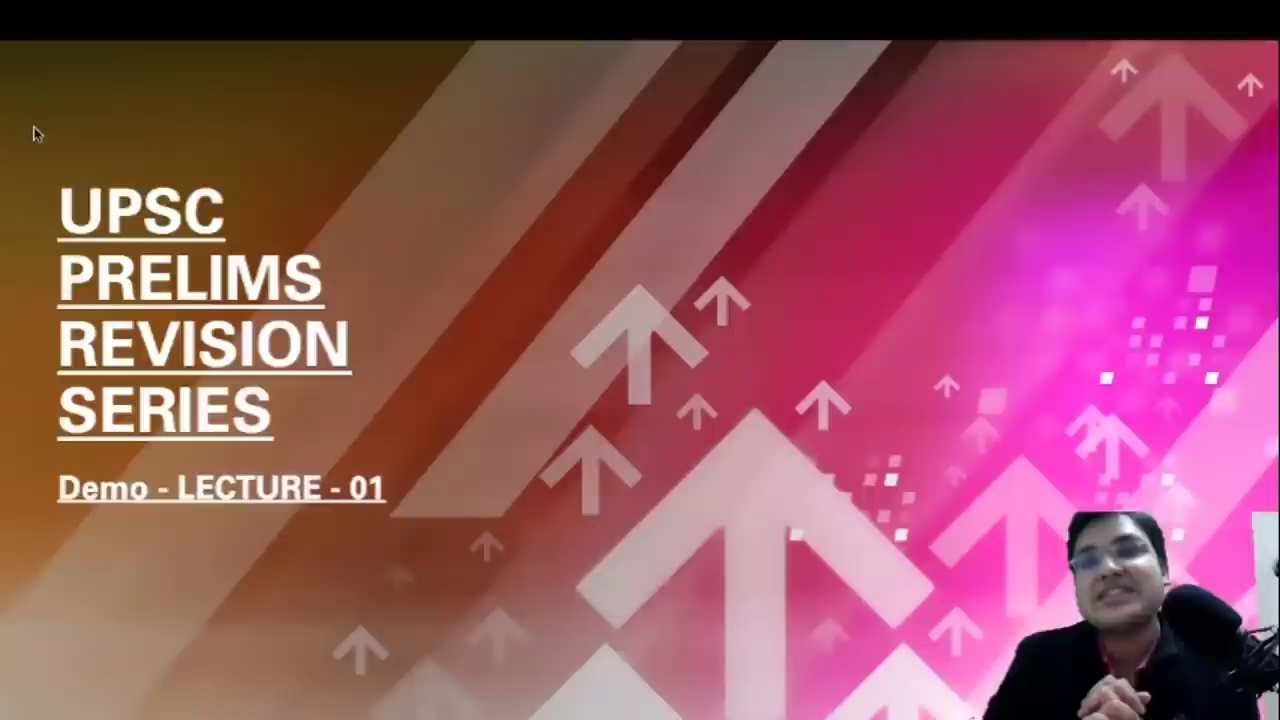 UPSC
PRELIMS
REVISION
SERIES
Demo - LECTURE - 01